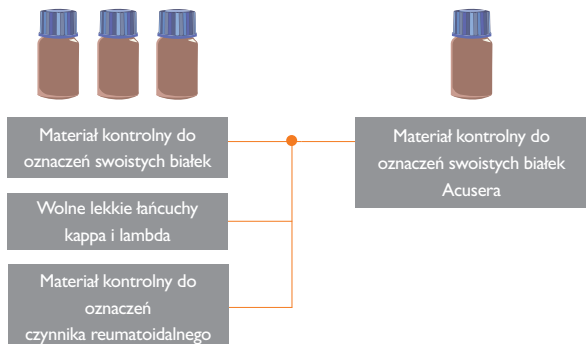 Materiał kontrolny do
oznaczeń swoistych białek
Wolne lekkie łańcuchy
kappa i lambda
Materiał kontrolny do
oznaczeń
czynnika reumatoidalnego
Materiał kontrolny do
oznaczeń swoistych białek
Acusera